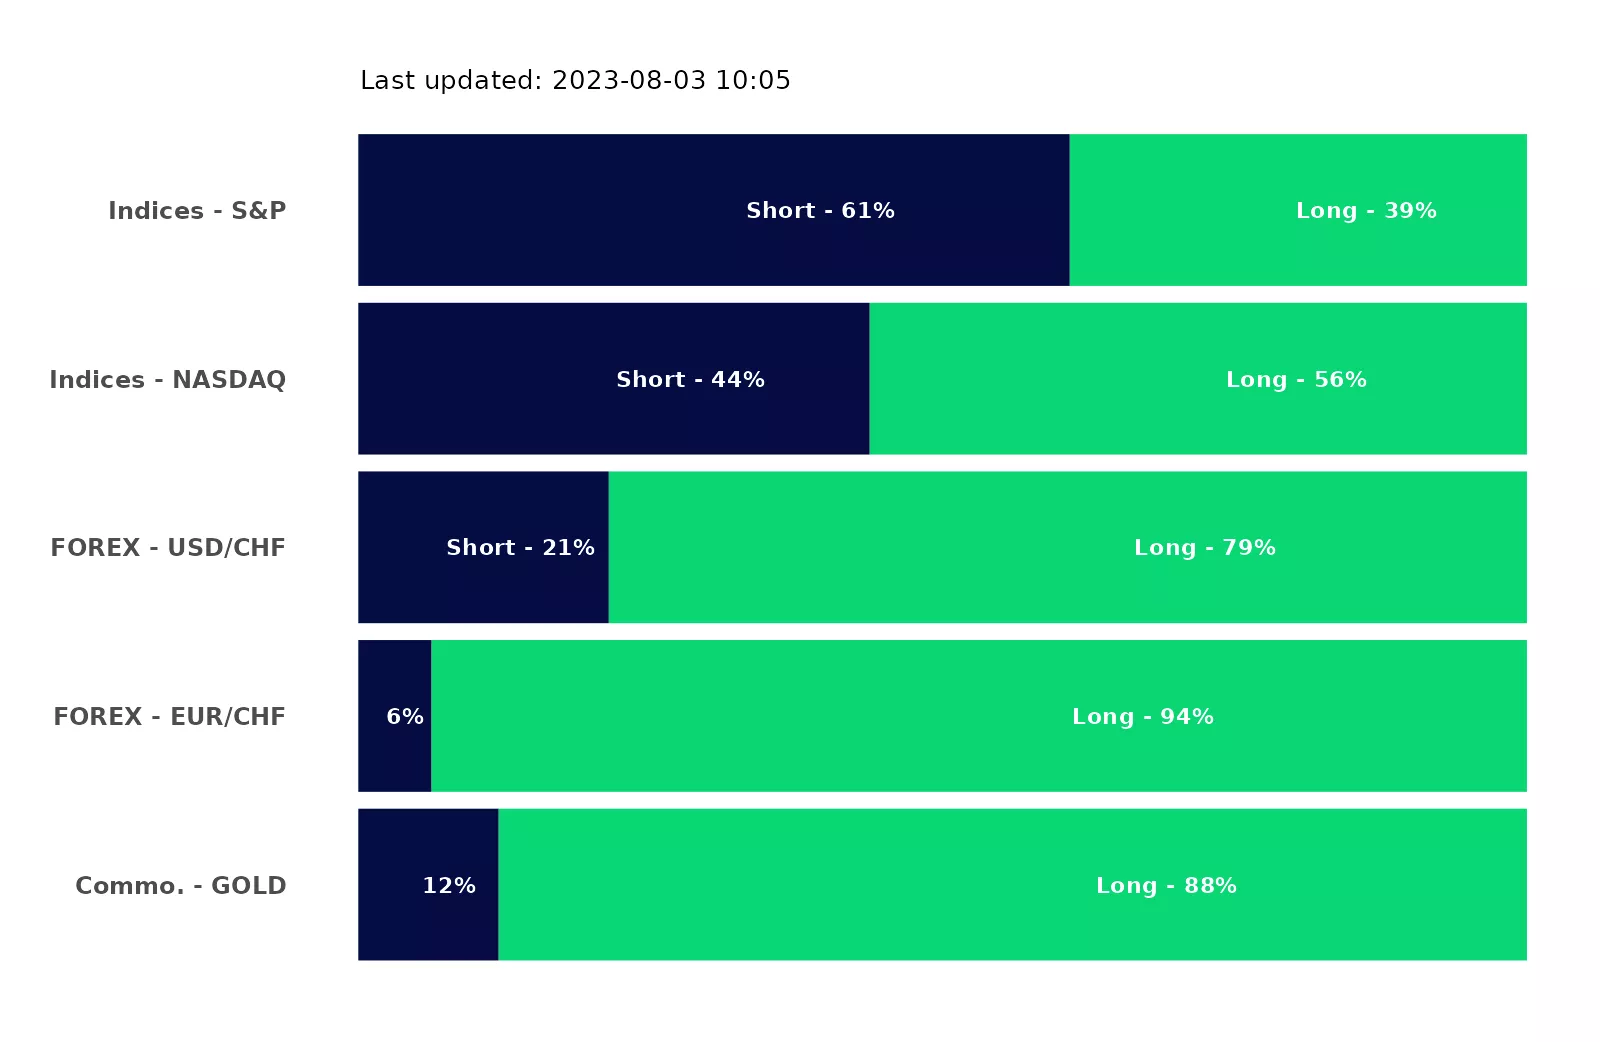 Last updated: 2023-08-03 10:05
Indices - S&P Short - 61% Long - 39%
Indices - NASDAQ Short - 44% Long - 56%
FOREX - USD/CHF Short - 21% Long - 79%
FOREX - EUR/CHF 6% Long - 94%
Commo. - GOLD 12% Long - 88%